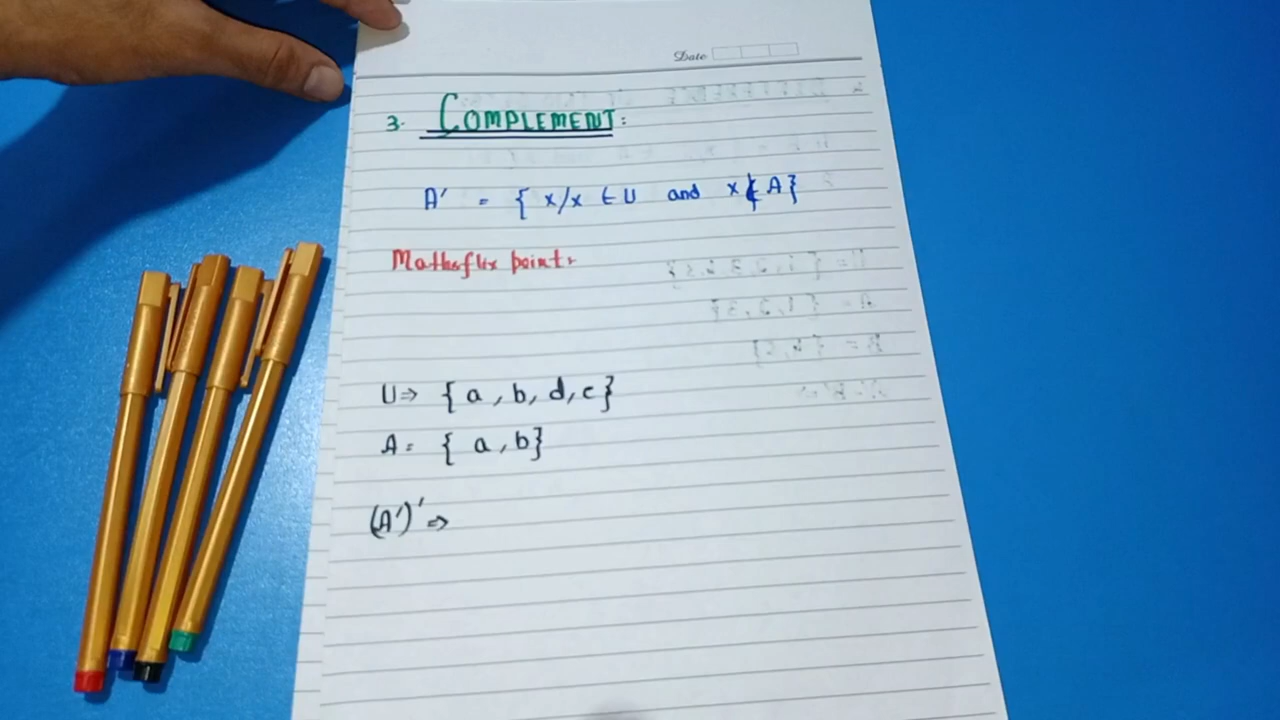 Date
3. COMPLEMENT:
A' = { x/x ∈ U and x ∉ A}
Mathsflix point:
U ⇒ {a, b, d, c}
A = {a, b}
(A')' ⇒